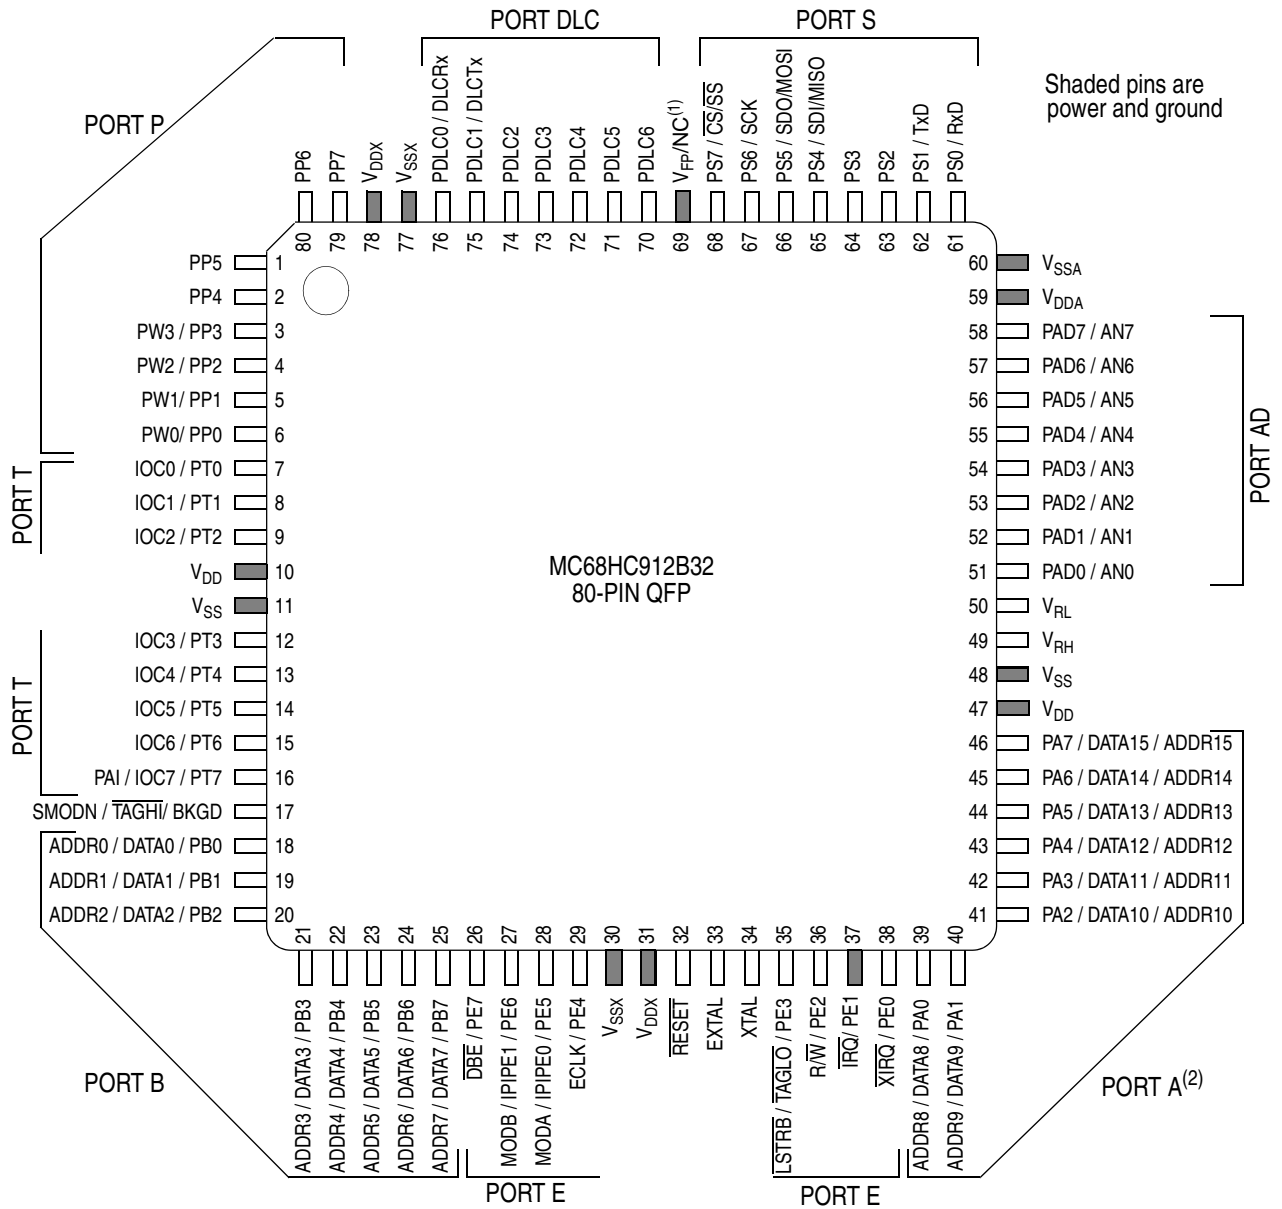 PORT DLC
PORT S
Shaded pins are
power and ground
PORT P
PP6
PP7
VDDX
VSSX
PDLC0 / DLCRx
PDLC1 / DLCTx
PDLC2
PDLC3
PDLC4
PDLC5
PDLC6
VFP/NC(1)
PS7 / CS/SS
PS6 / SCK
PS5 / SDO/MOSI
PS4 / SDI/MISO
PS3
PS2
PS1 / TxD
PS0 / RxD
80
79
78
77
76
75
74
73
72
71
70
69
68
67
66
65
64
63
62
61
PP5 1
PP4 2
PW3 / PP3 3
PW2 / PP2 4
PW1/ PP1 5
PW0/ PP0 6
PORT T
IOC0 / PT0 7
IOC1 / PT1 8
IOC2 / PT2 9
VDD 10
VSS 11
PORT T
IOC3 / PT3 12
IOC4 / PT4 13
IOC5 / PT5 14
IOC6 / PT6 15
PAI / IOC7 / PT7 16
SMODN / TAGHI/ BKGD 17
ADDR0 / DATA0 / PB0 18
ADDR1 / DATA1 / PB1 19
ADDR2 / DATA2 / PB2 20
MC68HC912B32
80-PIN QFP
60 VSSA
59 VDDA
58 PAD7 / AN7
57 PAD6 / AN6
56 PAD5 / AN5
55 PAD4 / AN4
54 PAD3 / AN3
53 PAD2 / AN2
52 PAD1 / AN1
51 PAD0 / AN0
PORT AD
50 VRL
49 VRH
48 VSS
47 VDD
46 PA7 / DATA15 / ADDR15
45 PA6 / DATA14 / ADDR14
44 PA5 / DATA13 / ADDR13
43 PA4 / DATA12 / ADDR12
42 PA3 / DATA11 / ADDR11
41 PA2 / DATA10 / ADDR10
21
22
23
24
25
26
27
28
29
30
31
32
33
34
35
36
37
38
39
40
ADDR3 / DATA3 / PB3
ADDR4 / DATA4 / PB4
ADDR5 / DATA5 / PB5
ADDR6 / DATA6 / PB6
ADDR7 / DATA7 / PB7
DBE / PE7
MODB / IPIPE1 / PE6
MODA / IPIPE0 / PE5
ECLK / PE4
VSSX
VDDX
RESET
EXTAL
XTAL
LSTRB / TAGLO / PE3
R/W / PE2
IRQ / PE1
XIRQ / PE0
ADDR8 / DATA8 / PA0
ADDR9 / DATA9 / PA1
PORT B
PORT A(2)
PORT E
PORT E